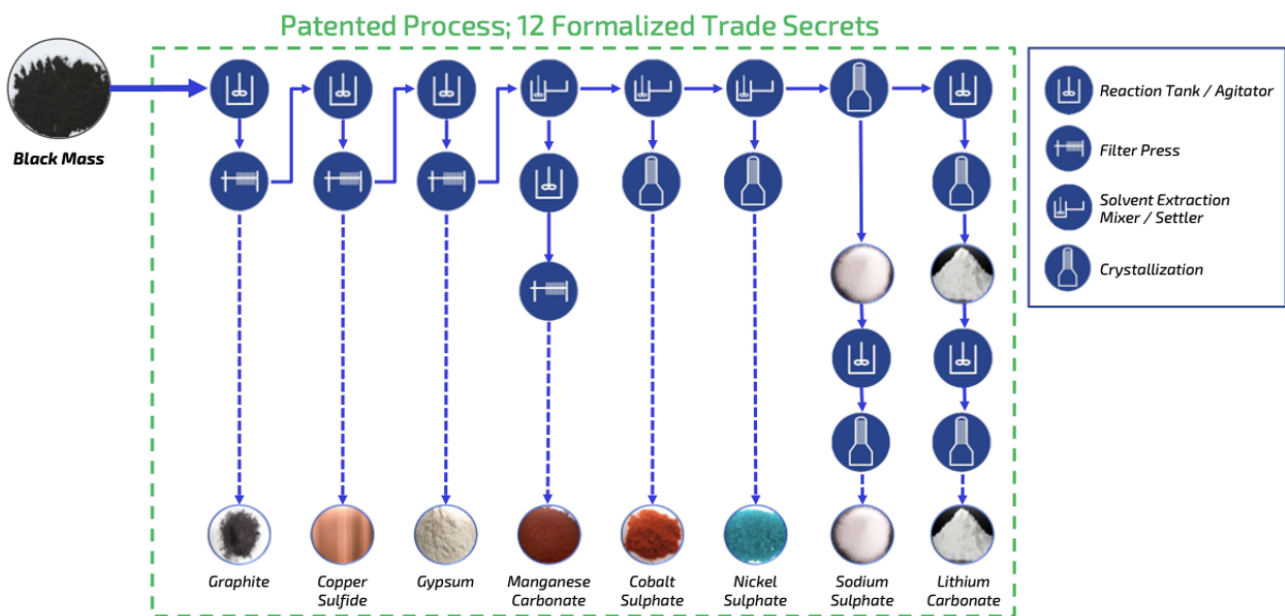 Patented Process; 12 Formalized Trade Secrets
Black Mass
Reaction Tank / Agitator
Filter Press
Solvent Extraction
Mixer / Settler
Crystallization
Graphite
Copper
Sulfide
Gypsum
Manganese
Carbonate
Cobalt
Sulphate
Nickel
Sulphate
Sodium
Sulphate
Lithium
Carbonate